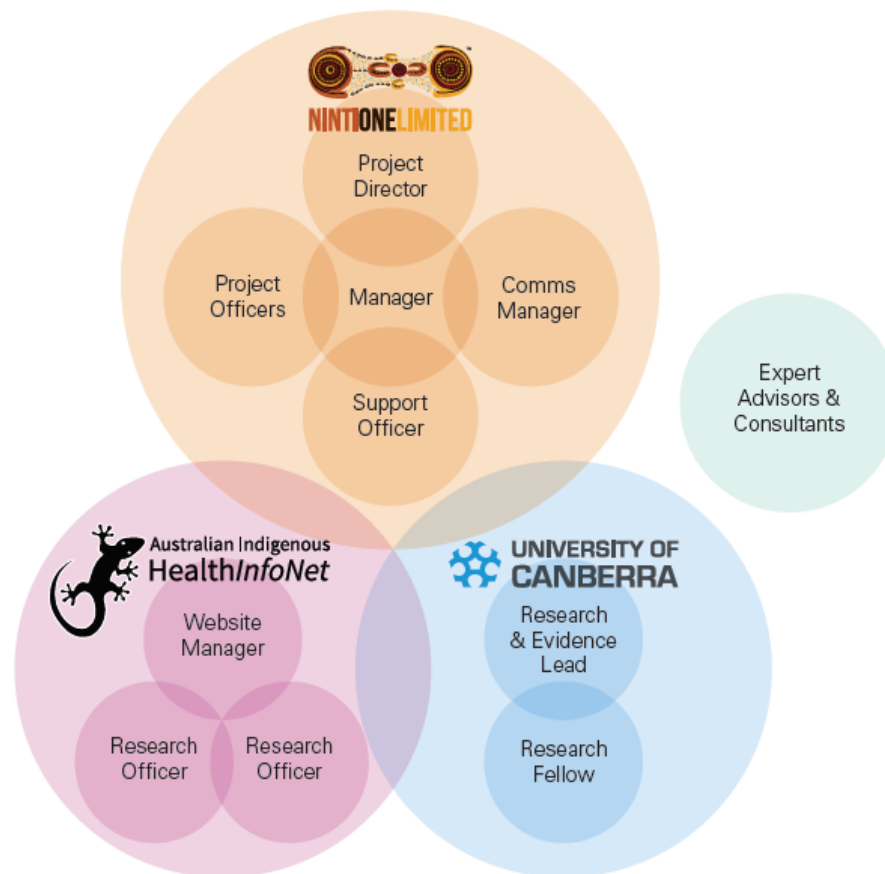 NINTIONELIMITED
Project
Director
Project
Officers
Manager
Comms
Manager
Support
Officer
Expert
Advisors &
Consultants
Australian Indigenous
HealthInfoNet
Website
Manager
Research
Officer
Research
Officer
UNIVERSITY OF
CANBERRA
Research
& Evidence
Lead
Research
Fellow